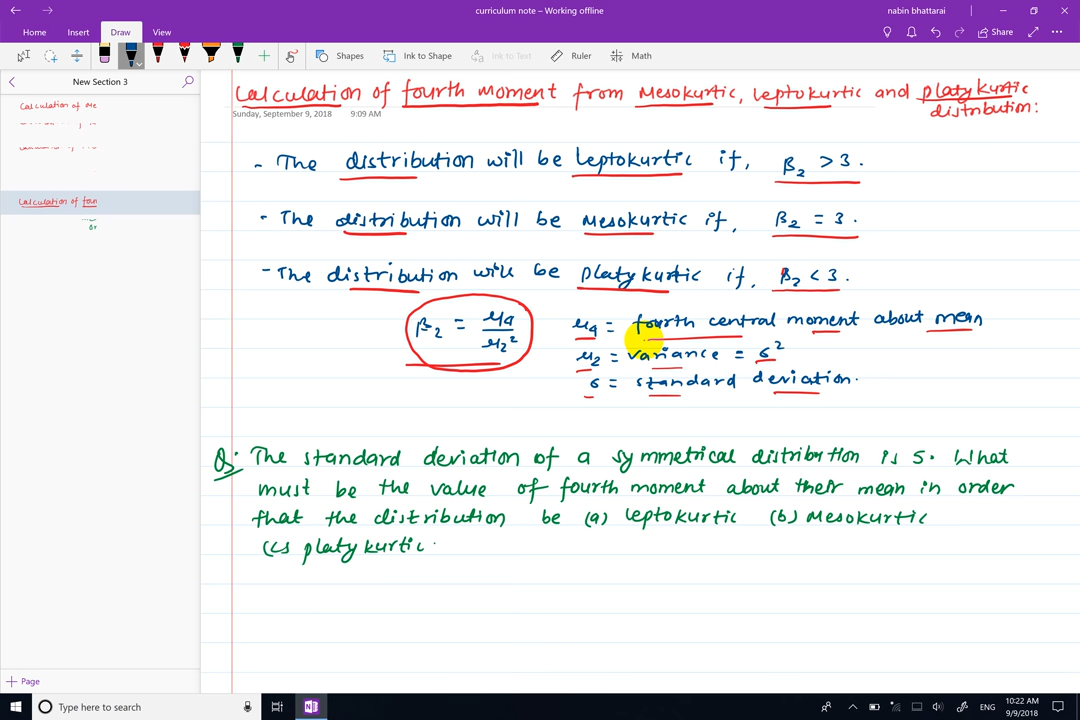 curriculum note – Working offline
nabin bhattarai
Home Insert Draw View
Share
Shapes Ink to Shape Ink to Text Ruler Math
New Section 3
Calculation of Me
Calculation of foun
Calculation of fourth Moment from Mesokurtic, Leptokurtic and platykurtic
distribution:
Sunday, September 9, 2018 9:09 AM
- The distribution will be leptokurtic if, β₂ > 3.
- The distribution will be Mesokurtic if, β₂ = 3.
- The distribution will be platykurtic if, β₂ < 3.
β₂ = μ₄/μ₂²
μ₄ = fourth central moment about mean
μ₂ = variance = σ²
σ = standard deviation.
Q: The standard deviation of a symmetrical distribution is 5. What
must be the value of fourth moment about their mean in order
that the distribution be (a) leptokurtic (b) Mesokurtic
(c) platykurtic.
+ Page
Type here to search
ENG
10:22 AM
9/9/2018